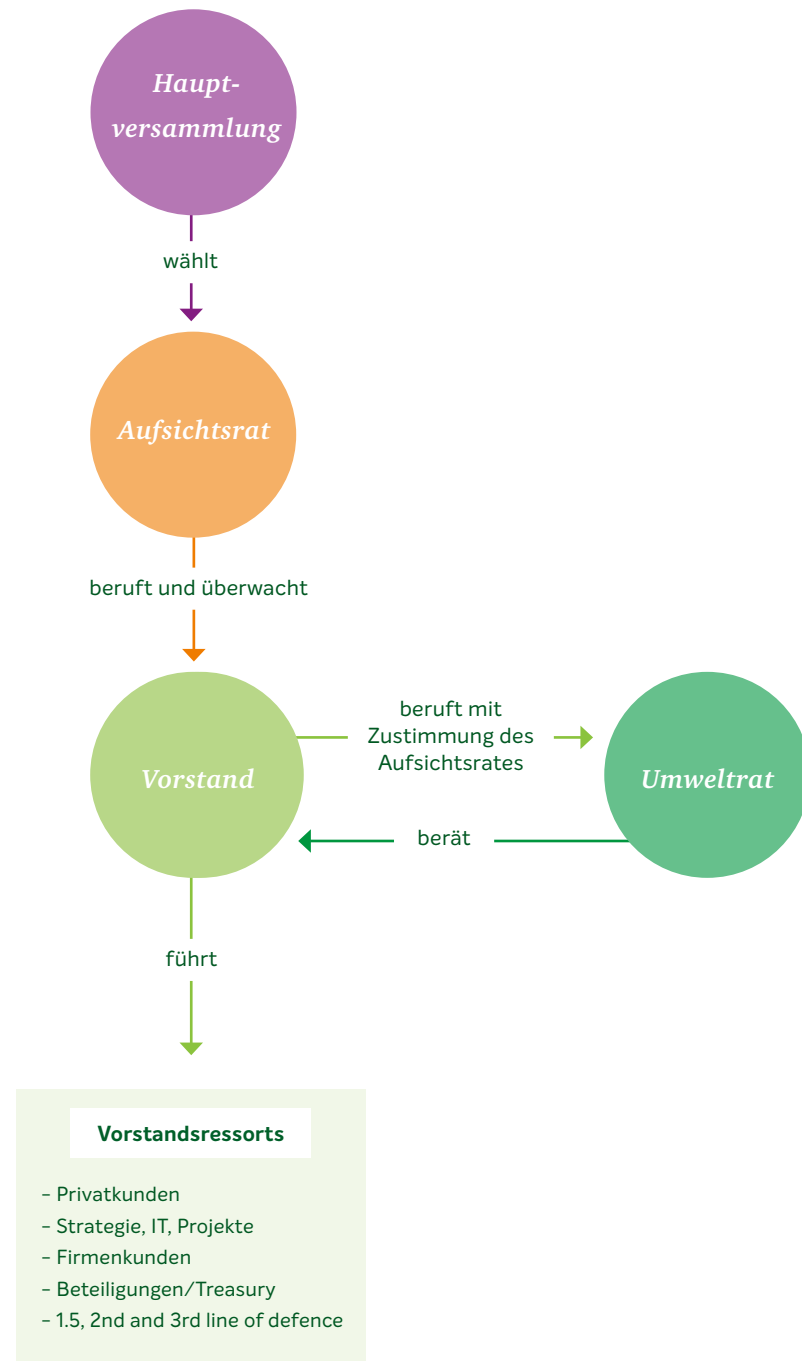 Haupt-
versammlung
wählt
Aufsichtsrat
beruft und überwacht
Vorstand
beruft mit
Zustimmung des
Aufsichtsrates
Umweltrat
berät
führt
Vorstandsressorts
- Privatkunden
- Strategie, IT, Projekte
- Firmenkunden
- Beteiligungen/Treasury
- 1.5, 2nd and 3rd line of defence